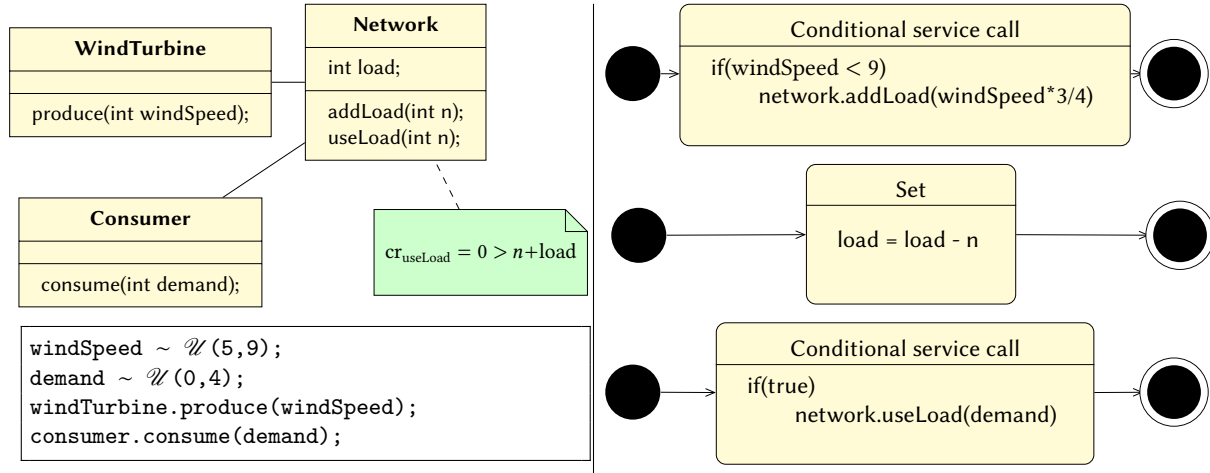 WindTurbine
produce(int windSpeed);
Network
int load;
addLoad(int n);
useLoad(int n);
Consumer
consume(int demand);
cr_useLoad = 0 > n+load
windSpeed ~ 𝒰(5,9);
demand ~ 𝒰(0,4);
windTurbine.produce(windSpeed);
consumer.consume(demand);
Conditional service call
if(windSpeed < 9)
network.addLoad(windSpeed*3/4)
Set
load = load - n
Conditional service call
if(true)
network.useLoad(demand)